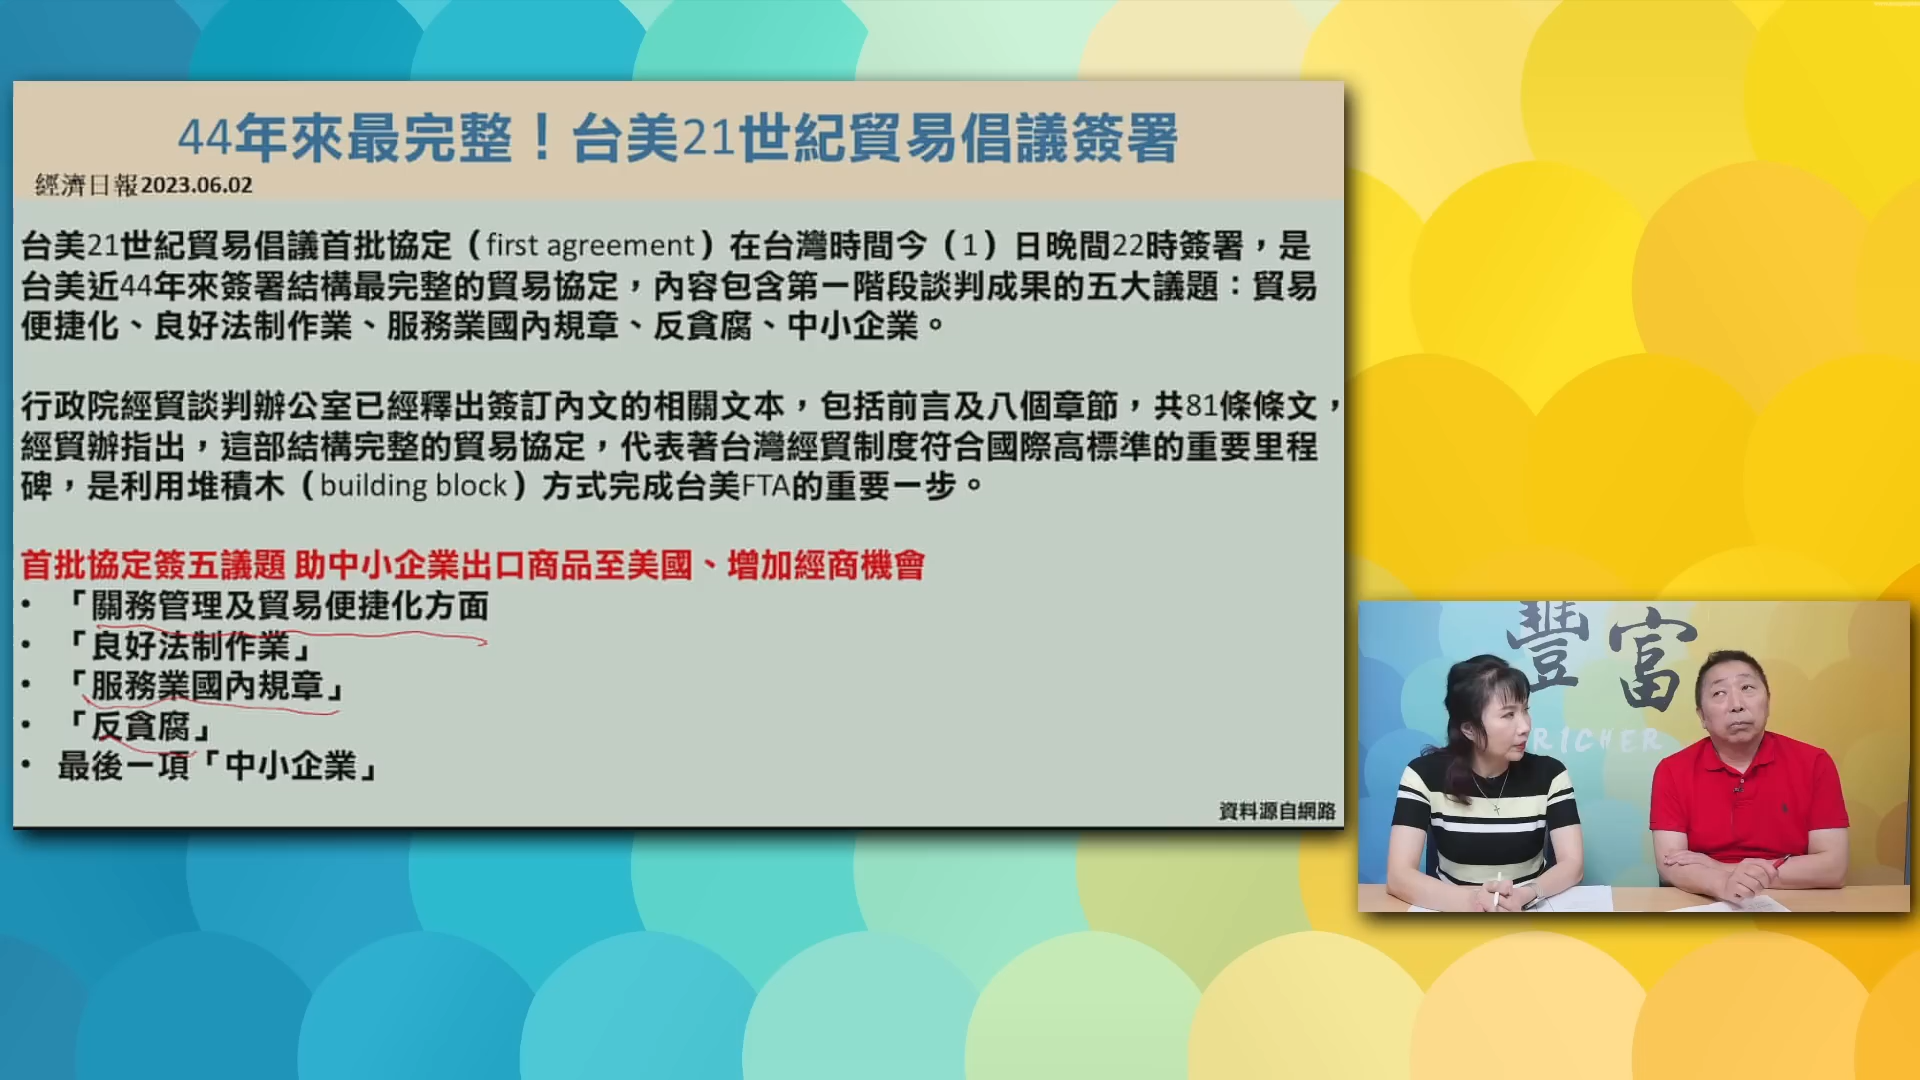 44年來最完整！台美21世紀貿易倡議簽署
經濟日報2023.06.02
台美21世紀貿易倡議首批協定（first agreement）在台灣時間今（1）日晚間22時簽署，是
台美近44年來簽署結構最完整的貿易協定，內容包含第一階段談判成果的五大議題：貿易
便捷化、良好法制作業、服務業國內規章、反貪腐、中小企業。
行政院經貿談判辦公室已經釋出簽訂內文的相關文本，包括前言及八個章節，共81條條文，
經貿辦指出，這部結構完整的貿易協定，代表著台灣經貿制度符合國際高標準的重要里程
碑，是利用堆積木（building block）方式完成台美FTA的重要一步。
首批協定簽五議題 助中小企業出口商品至美國、增加經商機會
• 「關務管理及貿易便捷化方面
• 「良好法制作業」
• 「服務業國內規章」
• 「反貪腐」
• 最後一項「中小企業」
資料源自網路
豐富
RICHER